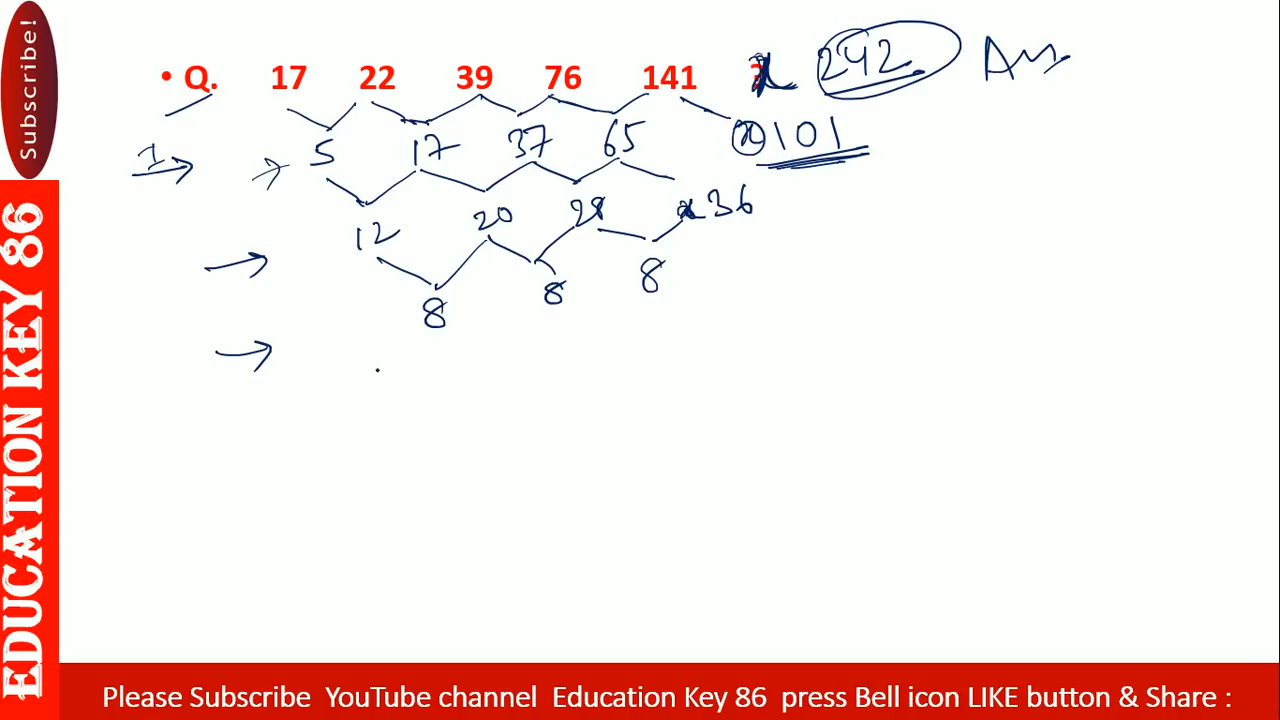 Subscribe!
EDUCATION KEY 86
• Q. 17 22 39 76 141 x 242 Ans
1 5 17 37 65 x 101
12 20 28 x 36
8 8 8
Please Subscribe YouTube channel Education Key 86 press Bell icon LIKE button & Share :